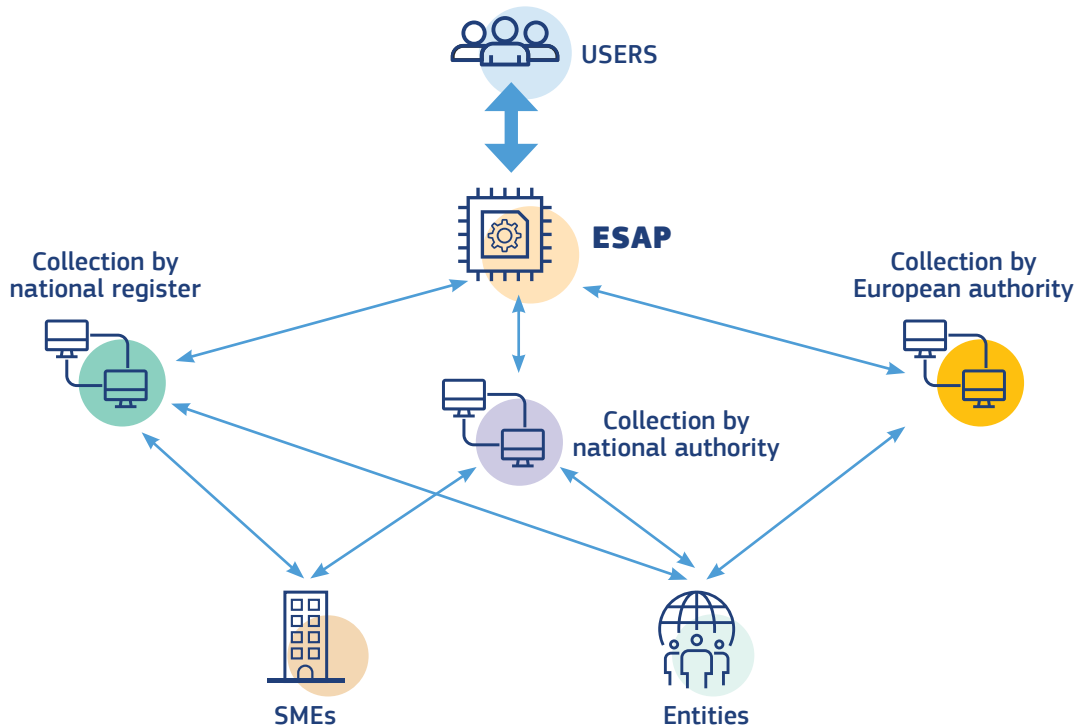 USERS
ESAP
Collection by
national register
Collection by
European authority
Collection by
national authority
SMEs
Entities